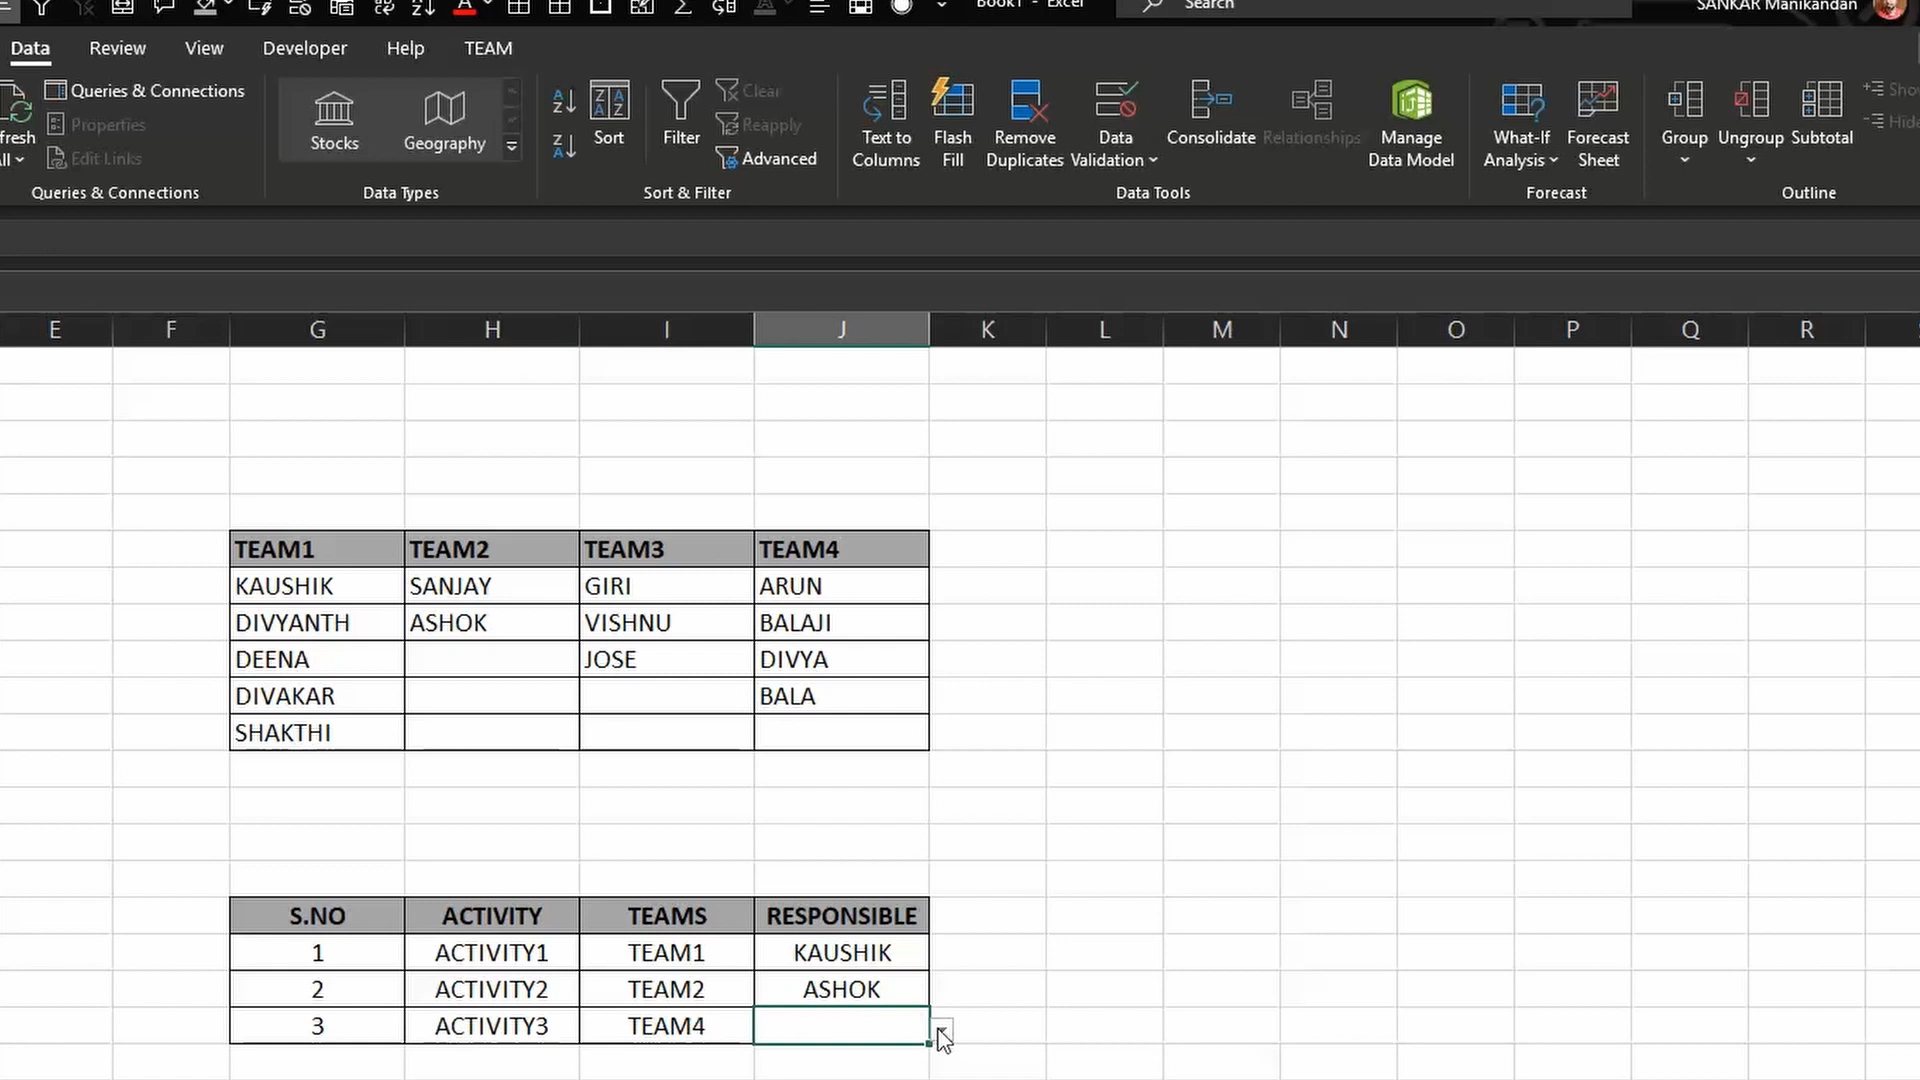 Book1 - Excel
Search
SANKAR Manikandan
Data Review View Developer Help TEAM
Queries & Connections
Properties
Edit Links
Queries & Connections
Stocks
Geography
Data Types
Sort
Filter
Clear
Reapply
Advanced
Sort & Filter
Text to Columns
Flash Fill
Remove Duplicates
Data Validation
Consolidate
Relationships
Manage Data Model
Data Tools
What-If Analysis
Forecast Sheet
Forecast
Group
Ungroup
Subtotal
Outline
E F G H I J K L M N O P Q R
TEAM1 TEAM2 TEAM3 TEAM4
KAUSHIK SANJAY GIRI ARUN
DIVYANTH ASHOK VISHNU BALAJI
DEENA JOSE DIVYA
DIVAKAR BALA
SHAKTHI
S.NO ACTIVITY TEAMS RESPONSIBLE
1 ACTIVITY1 TEAM1 KAUSHIK
2 ACTIVITY2 TEAM2 ASHOK
3 ACTIVITY3 TEAM4